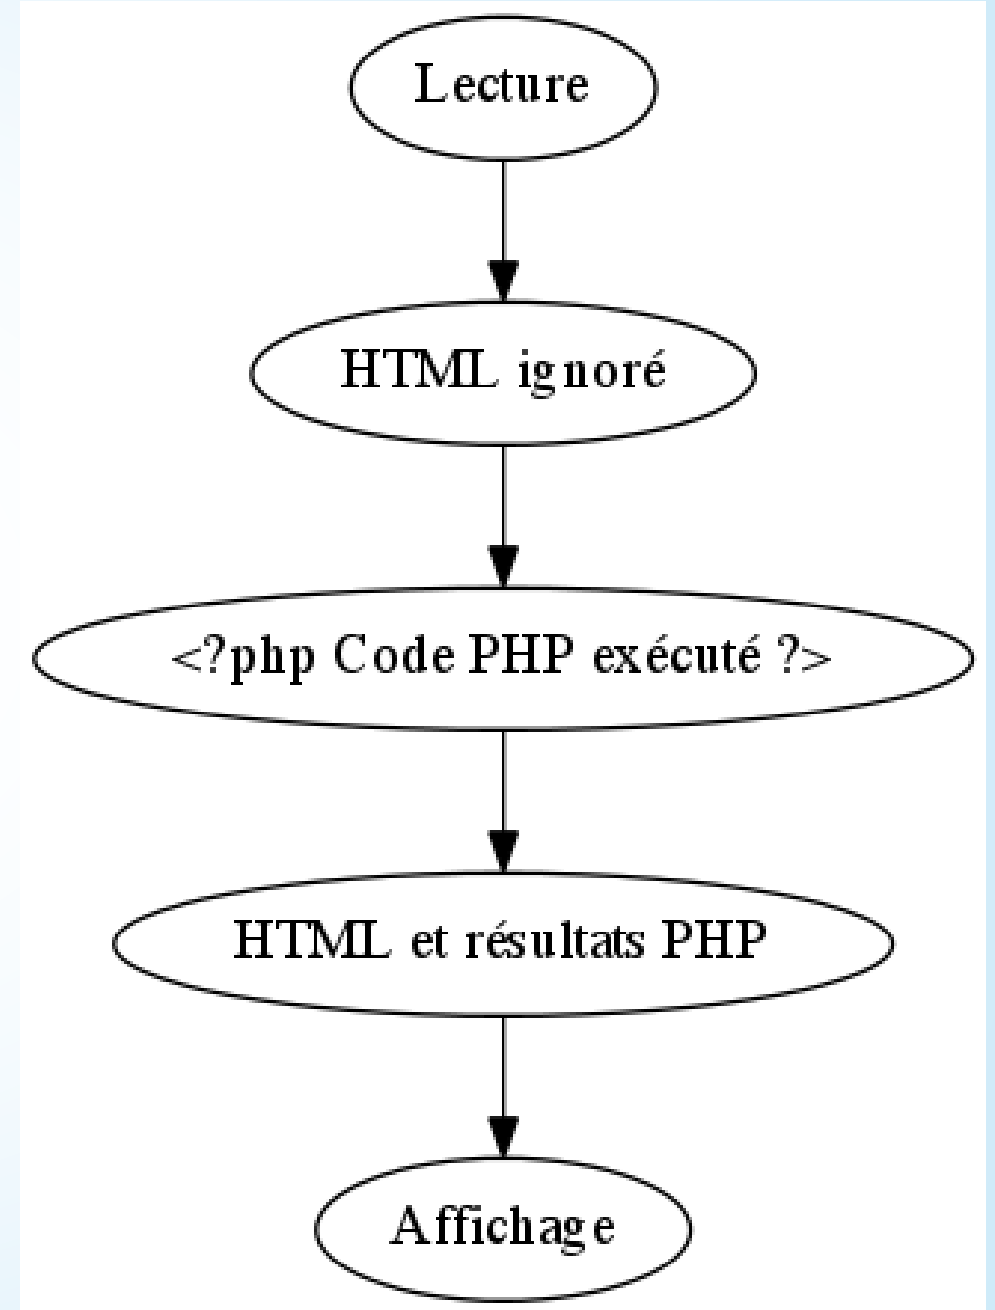 Lecture
HTML ignoré
<?php Code PHP exécuté ?>
HTML et résultats PHP
Affichage